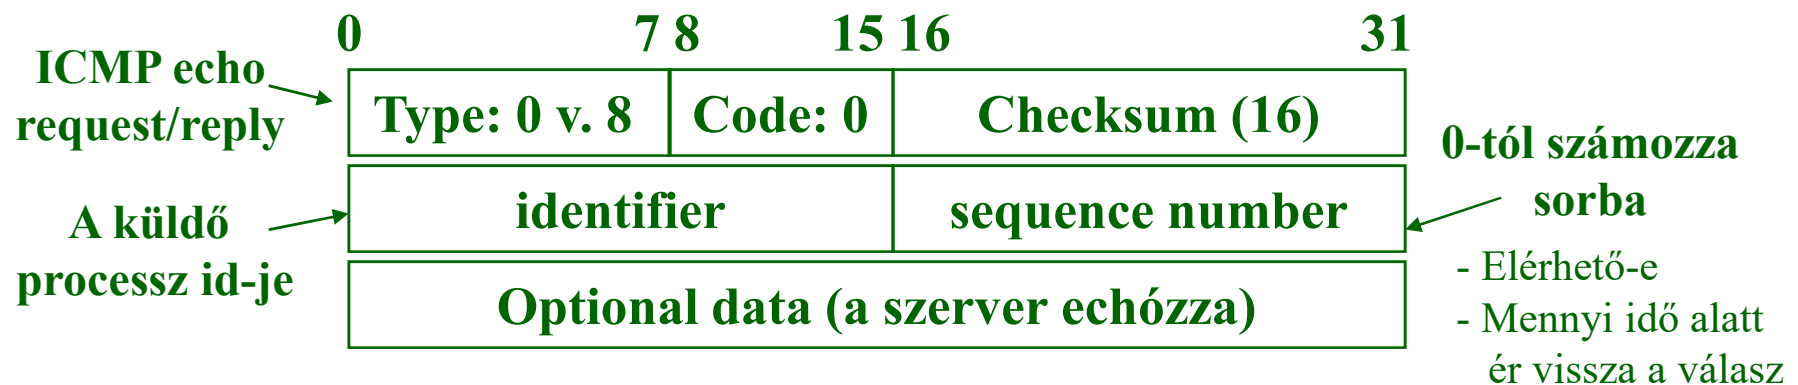 0 7 8 15 16 31
ICMP echo
request/reply
Type: 0 v. 8 Code: 0 Checksum (16)
0-tól számozza
sorba
A küldő
processz id-je
identifier sequence number
- Elérhető-e
- Mennyi idő alatt
ér vissza a válasz
Optional data (a szerver echózza)